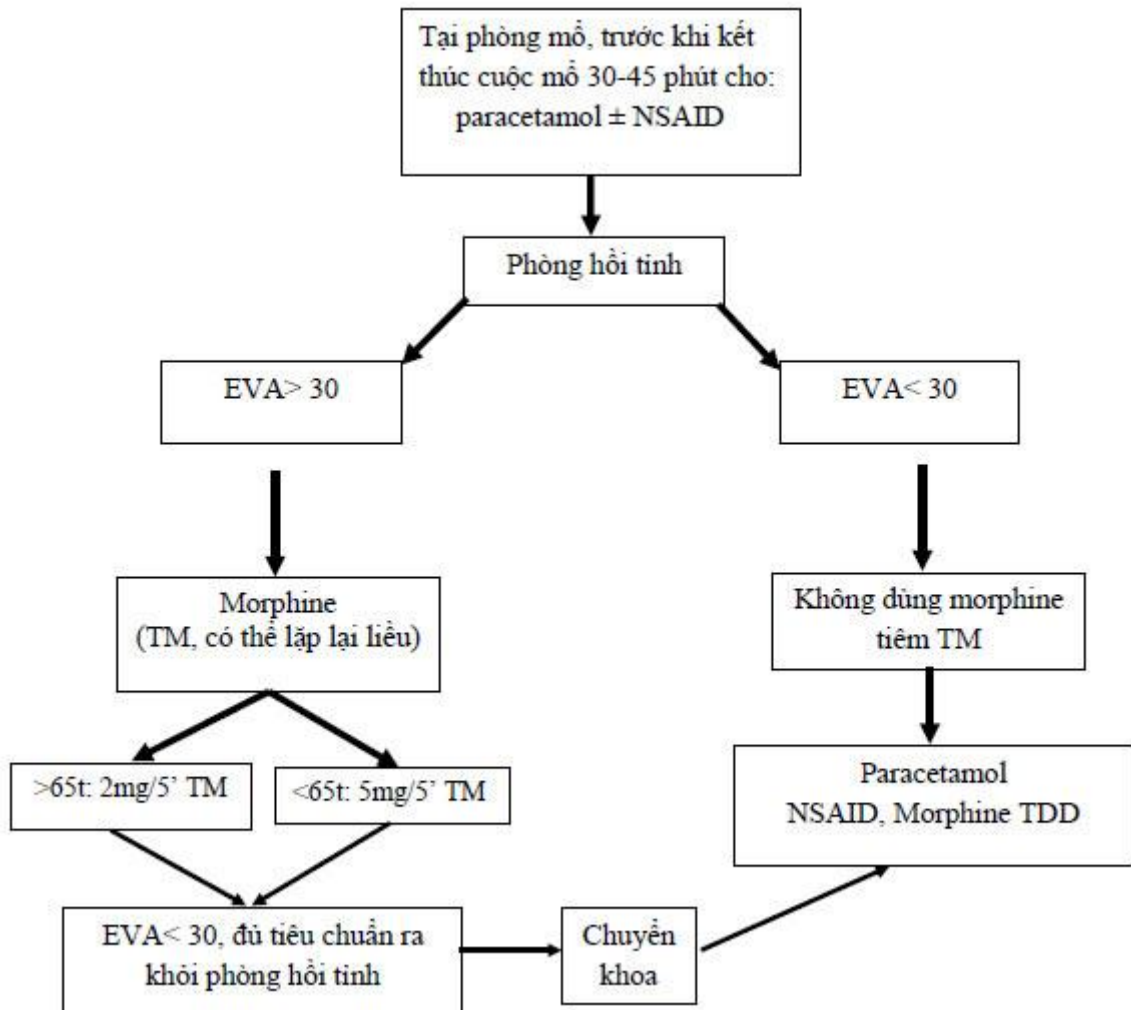 Tại phòng mổ, trước khi kết
thúc cuộc mổ 30-45 phút cho:
paracetamol ± NSAID
Phòng hồi tỉnh
EVA> 30
EVA< 30
Morphine
(TM, có thể lặp lại liều)
Không dùng morphine
tiêm TM
>65t: 2mg/5’ TM
<65t: 5mg/5’ TM
Paracetamol
NSAID, Morphine TDD
EVA< 30, đủ tiêu chuẩn ra
khỏi phòng hồi tỉnh
Chuyển
khoa